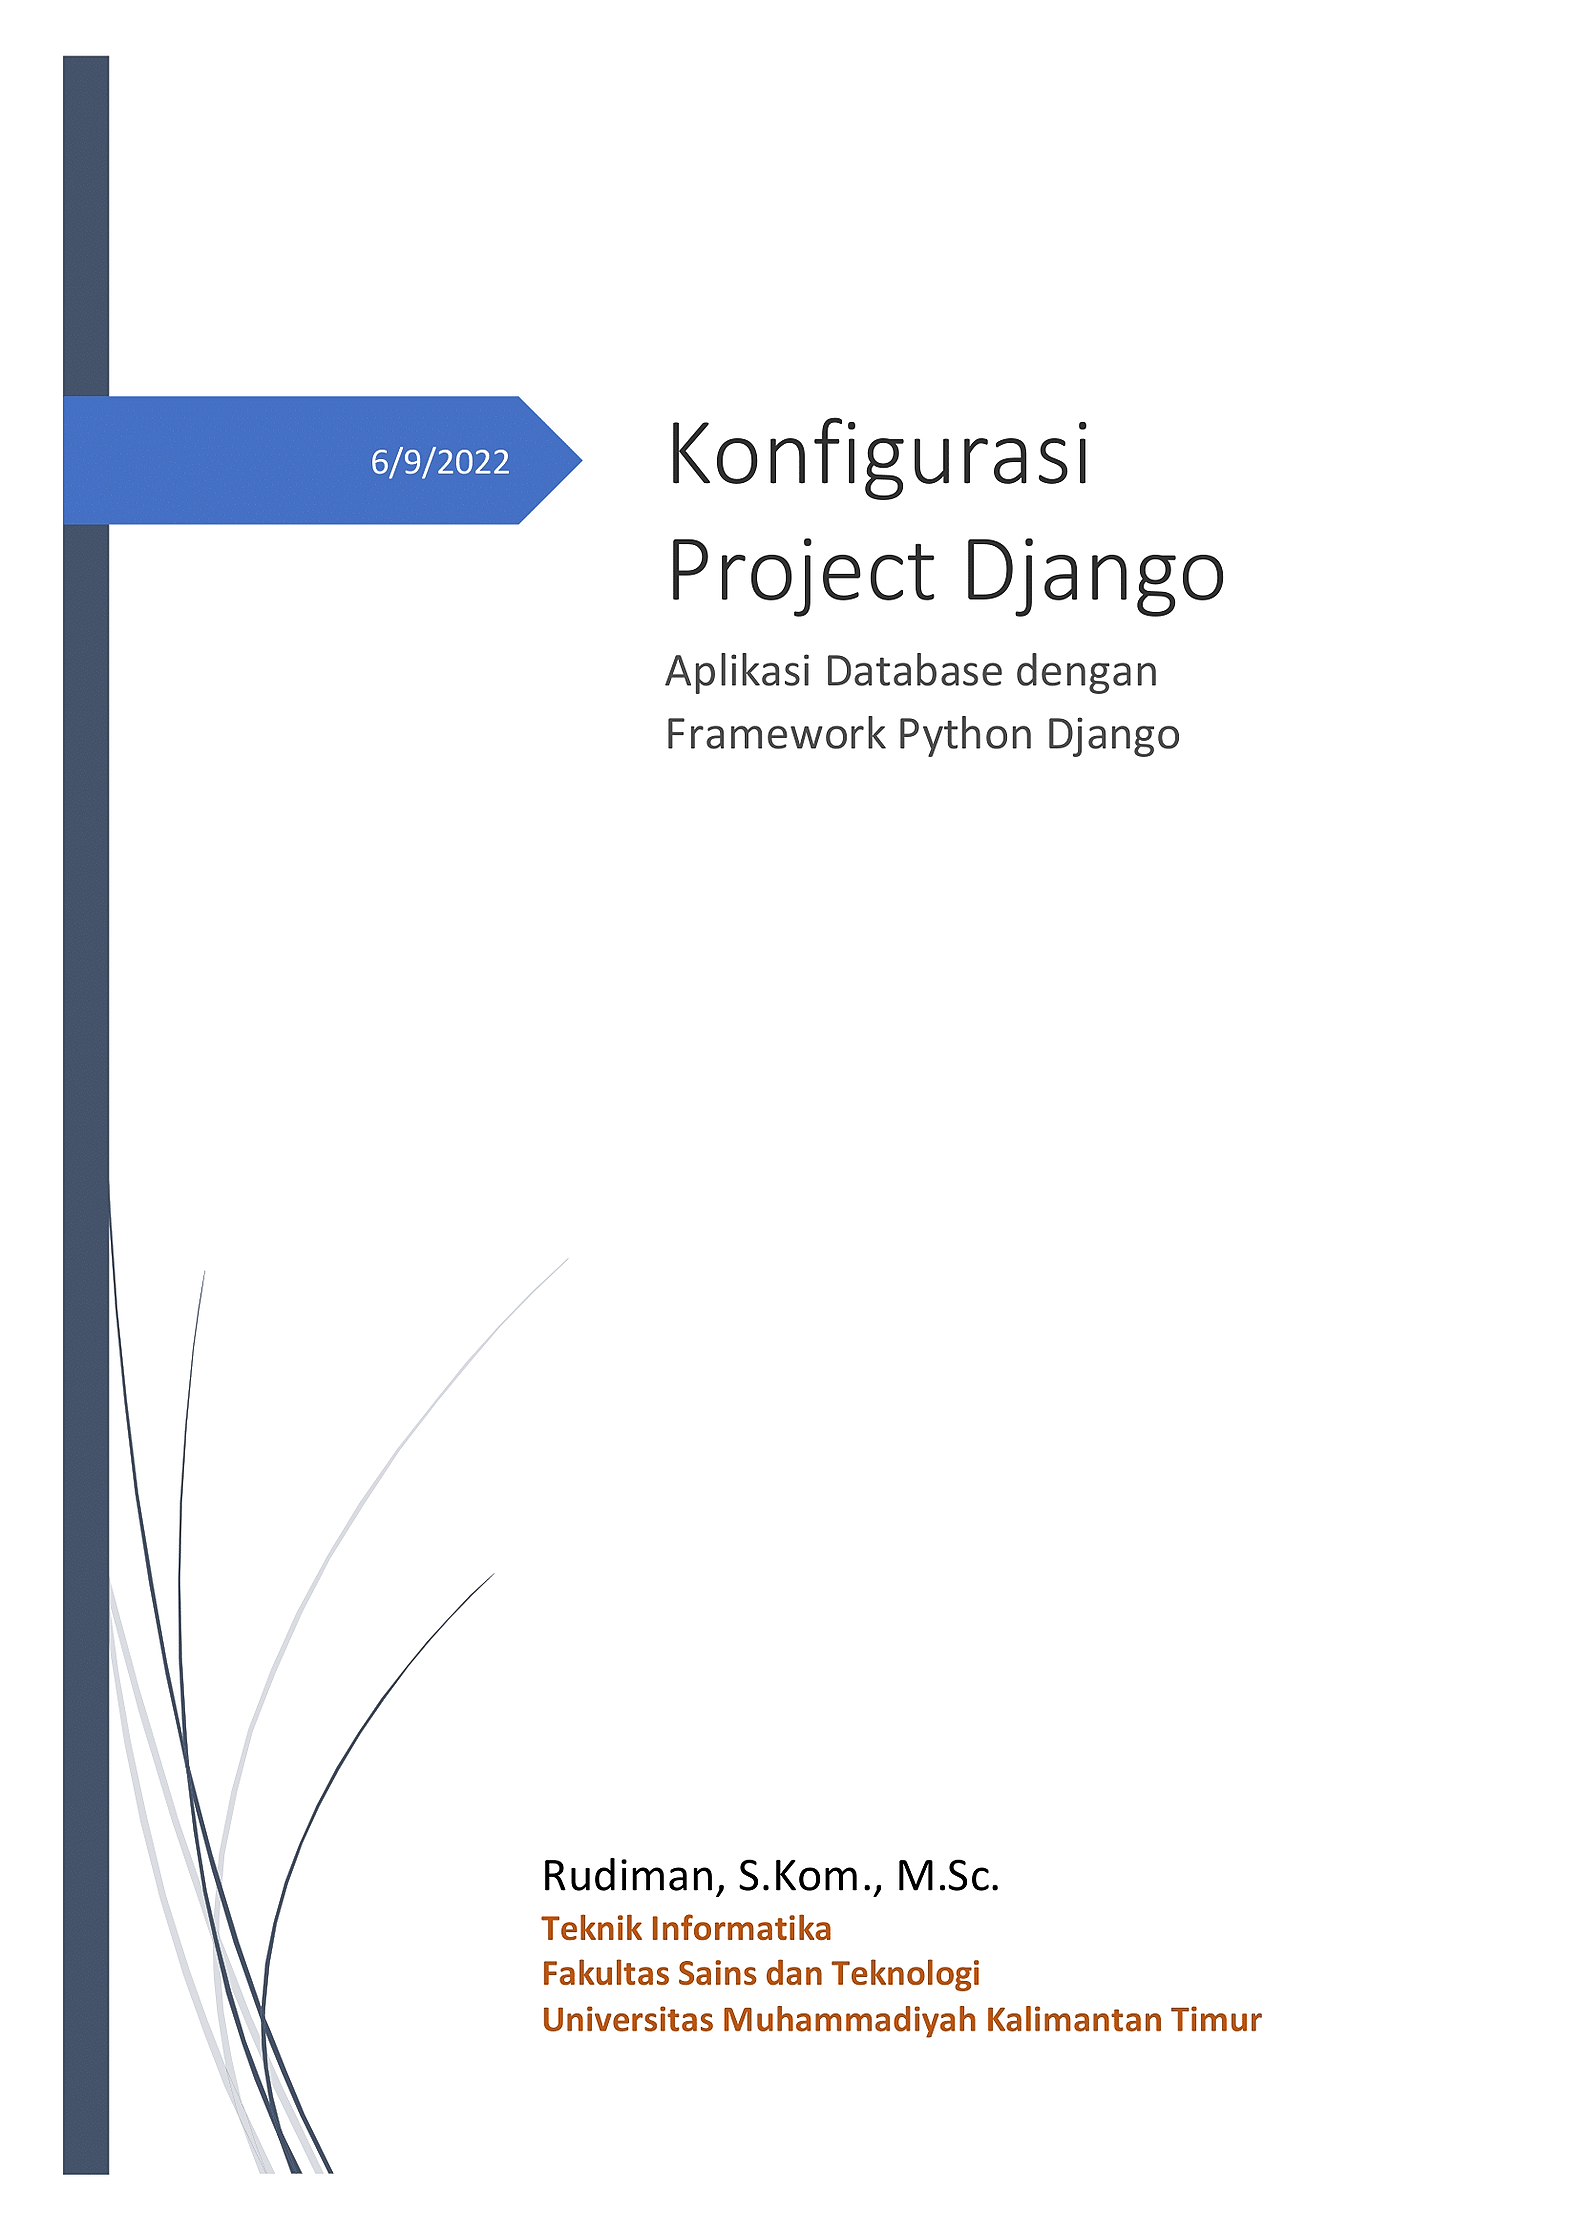 6/9/2022
Konfigurasi
Project Django
Aplikasi Database dengan
Framework Python Django
Rudiman, S.Kom., M.Sc.
Teknik Informatika
Fakultas Sains dan Teknologi
Universitas Muhammadiyah Kalimantan Timur